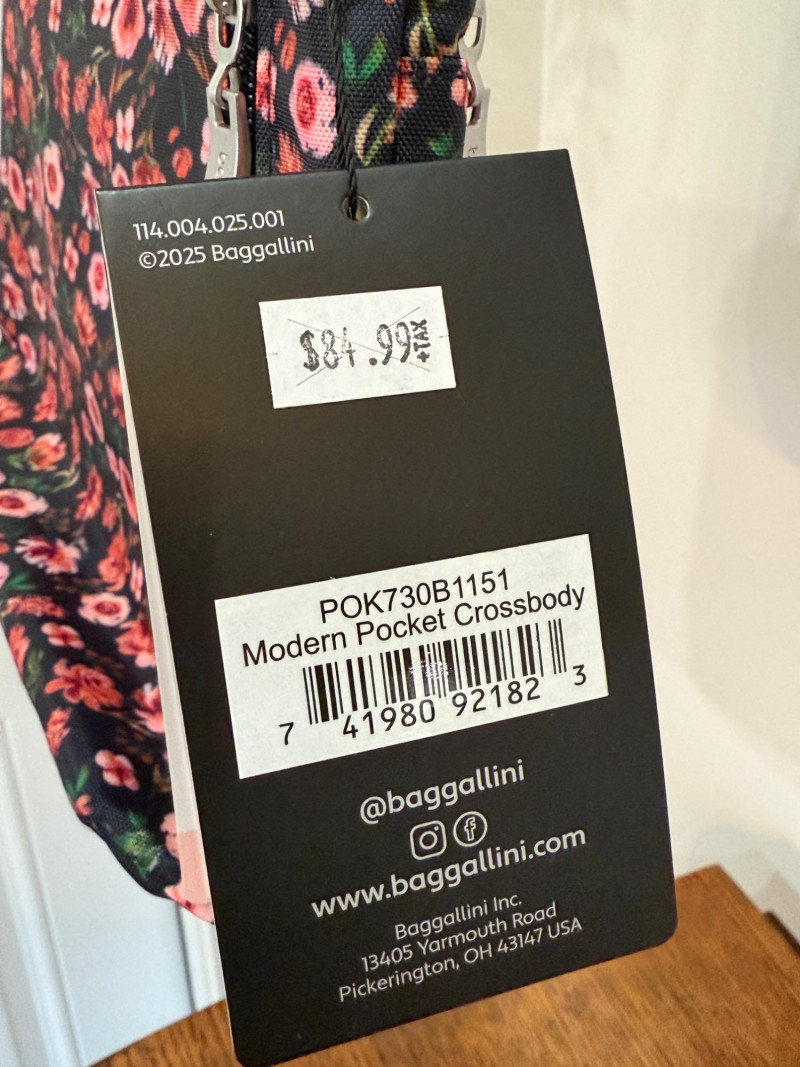 114.004.025.001
©2025 Baggallini
$84.99 +TAX
POK730B1151
Modern Pocket Crossbody
7 41980 92182 3
@baggallini
www.baggallini.com
Baggallini Inc.
13405 Yarmouth Road
Pickerington, OH 43147 USA